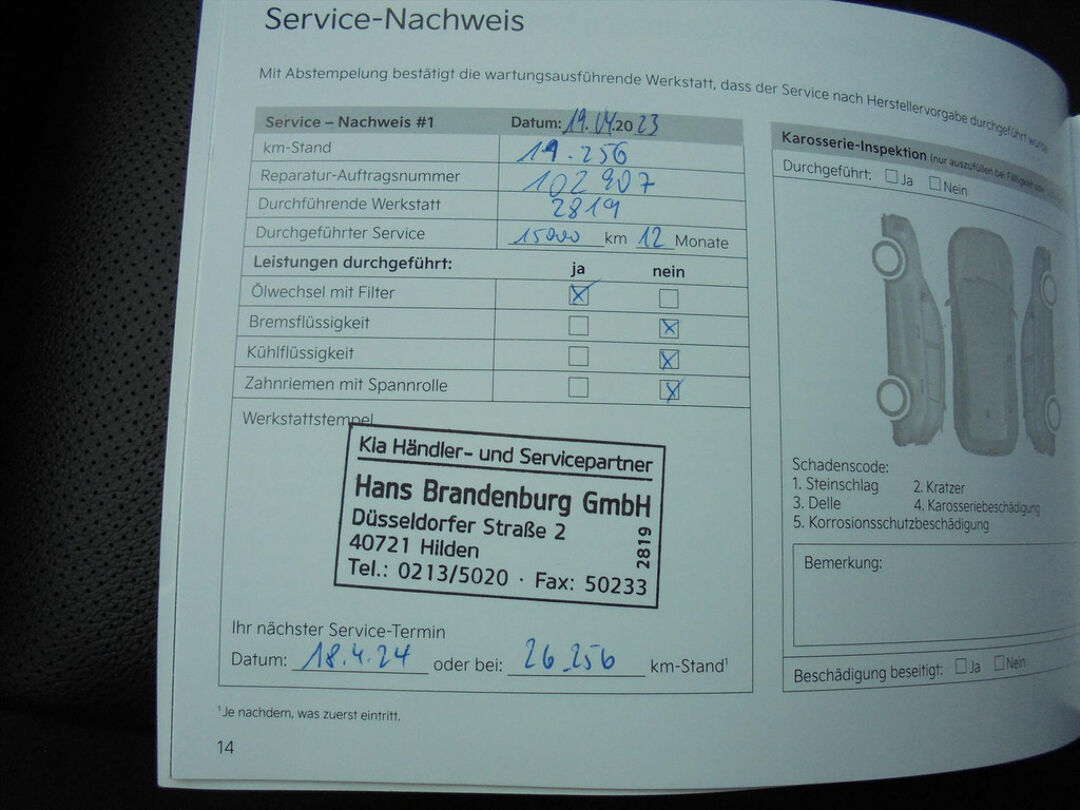 Service-Nachweis
Mit Abstempelung bestätigt die wartungsausführende Werkstatt, dass der Service nach Herstellervorgabe durchgeführt wurde
Service – Nachweis #1 Datum: 19.04.2023
km-Stand
Reparatur-Auftragsnummer 102907
Durchführende Werkstatt 2819
Durchgeführter Service 15000 km 12 Monate
Leistungen durchgeführt: ja nein
Ölwechsel mit Filter
Bremsflüssigkeit
Kühlflüssigkeit
Zahnriemen mit Spannrolle
Werkstattstempel
Kia Händler- und Servicepartner
Hans Brandenburg GmbH
Düsseldorfer Straße 2
40721 Hilden
Tel.: 0213/5020 · Fax: 50233
2819
Ihr nächster Service-Termin
Datum: 18.4.24 oder bei: 26.256 km-Stand¹
¹Je nachdem, was zuerst eintritt.
14
Karosserie-Inspektion (nur auszufüllen bei Fälligkeit
Durchgeführt: Ja Nein
Schadenscode:
1. Steinschlag 2. Kratzer
3. Delle 4. Karosseriebeschädigung
5. Korrosionsschutzbeschädigung
Bemerkung:
Beschädigung beseitigt: Ja Nein